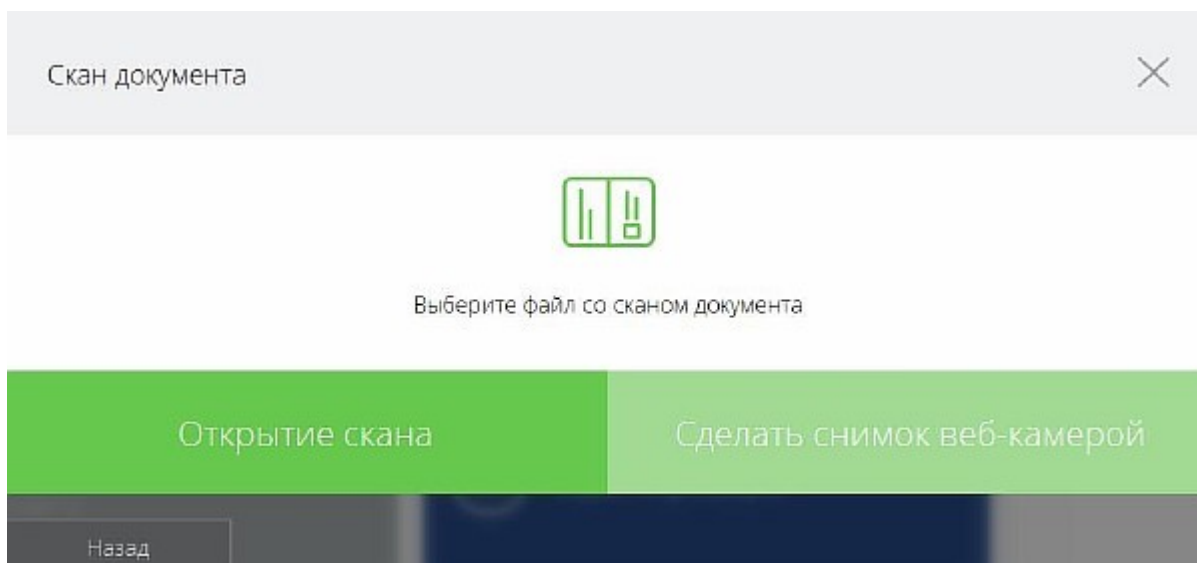 Скан документа
Выберите файл со сканом документа
Открытие скана
Сделать снимок веб-камерой
Назад